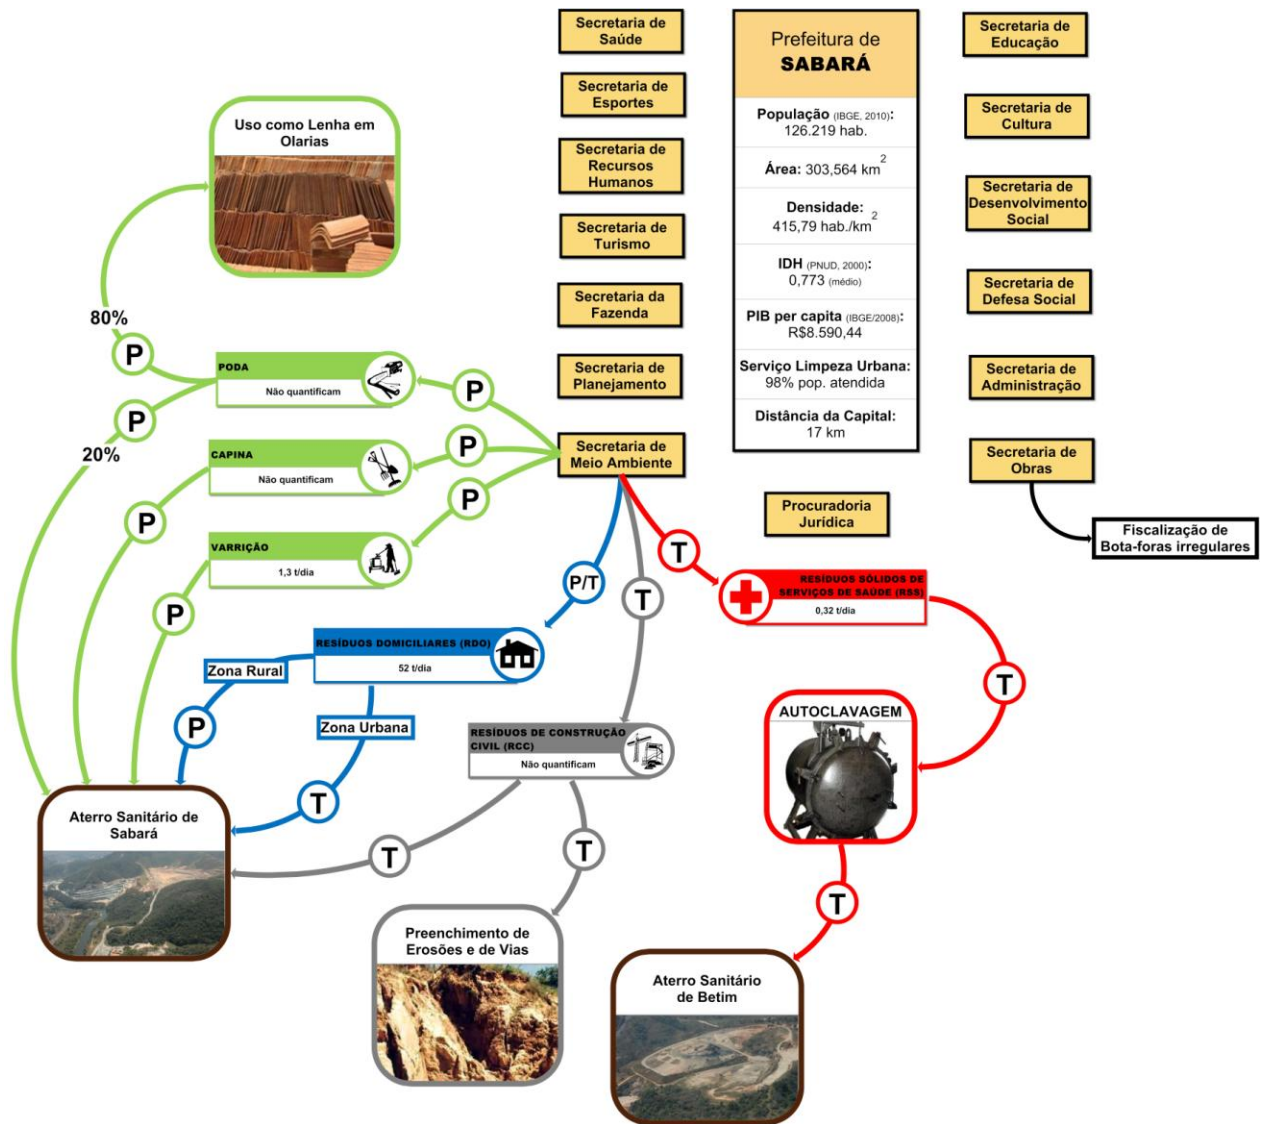 Secretaria de
Saúde
Secretaria de
Esportes
Secretaria de
Recursos
Humanos
Secretaria de
Turismo
Secretaria da
Fazenda
Secretaria de
Planejamento
Secretaria de
Meio Ambiente
Prefeitura de
SABARÁ
População (IBGE, 2010):
126.219 hab.
Área: 303,564 km2
Densidade:
415,79 hab./km2
IDH (PNUD, 2000):
0,773 (médio)
PIB per capita (IBGE/2008):
R$8.590,44
Serviço Limpeza Urbana:
98% pop. atendida
Distância da Capital:
17 km
Procuradoria
Jurídica
Secretaria de
Educação
Secretaria de
Cultura
Secretaria de
Desenvolvimento
Social
Secretaria de
Defesa Social
Secretaria de
Administração
Secretaria de
Obras
Fiscalização de
Bota-foras irregulares
Uso como Lenha em
Olarias
80%
P
P
20%
PODA
Não quantificam
P
CAPINA
Não quantificam
P
P
VARRIÇÃO
1,3 t/dia
P
P
P/T
T
T
RESÍDUOS SÓLIDOS DE
SERVIÇOS DE SAÚDE (RSS)
0,32 t/dia
T
RESÍDUOS DOMICILIARES (RDO)
52 t/dia
Zona Rural
P
Zona Urbana
T
RESÍDUOS DE CONSTRUÇÃO
CIVIL (RCC)
Não quantificam
T
T
AUTOCLAVAGEM
T
Aterro Sanitário de
Sabará
Preenchimento de
Erosões e de Vias
Aterro Sanitário
de Betim